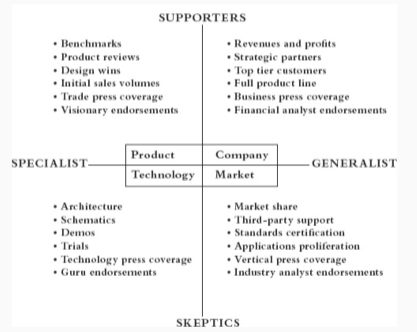 SUPPORTERS
• Benchmarks
• Product reviews
• Design wins
• Initial sales volumes
• Trade press coverage
• Visionary endorsements
• Revenues and profits
• Strategic partners
• Top tier customers
• Full product line
• Business press coverage
• Financial analyst endorsements
SPECIALIST
Product
Company
GENERALIST
Technology
Market
• Architecture
• Schematics
• Demos
• Trials
• Technology press coverage
• Guru endorsements
• Market share
• Third-party support
• Standards certification
• Applications proliferation
• Vertical press coverage
• Industry analyst endorsements
SKEPTICS